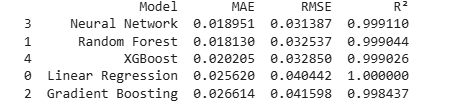 Model MAE RMSE R²
3 Neural Network 0.018951 0.031387 0.999110
1 Random Forest 0.018130 0.032537 0.999044
4 XGBoost 0.020205 0.032850 0.999026
0 Linear Regression 0.025620 0.040442 1.000000
2 Gradient Boosting 0.026614 0.041598 0.998437